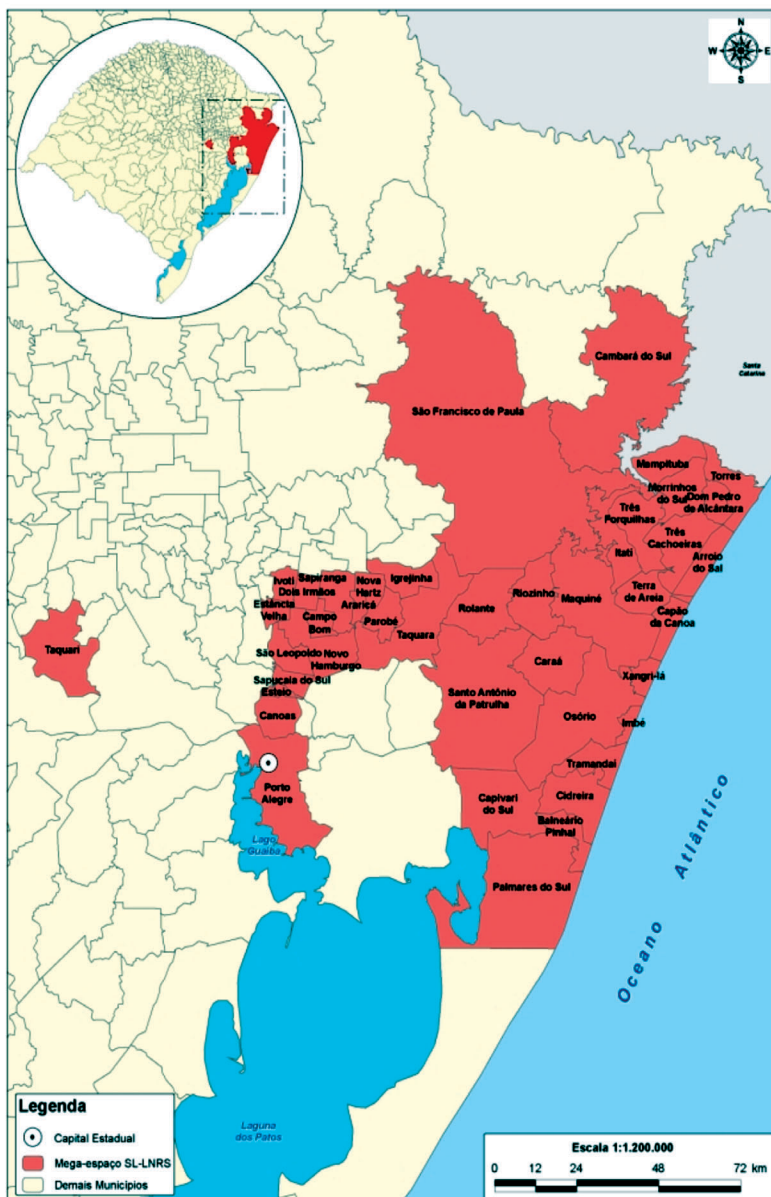 N
W
E
S
Cambará do Sul
Santa
Catarina
São Francisco de Paula
Mampituba
Torres
Morrinhos
do Sul
Dom Pedro
de Alcântara
Três
Forquilhas
Três
Cachoeiras
Itati
Arroio
do Sal
Terra
de Areia
Capão
da Canoa
Ivoti
Sapiranga
Dois Irmãos
Nova
Hartz
Igrejinha
Araricá
Estância
Velha
Campo
Bom
Parobé
Taquara
Rolante
Riozinho
Maquiné
Taquari
São Leopoldo
Novo
Hamburgo
Caraá
Xangri-lá
Sapucaia do Sul
Esteio
Santo Antônio
da Patrulha
Canoas
Osório
Imbé
Tramandaí
Porto
Alegre
Capivari
do Sul
Cidreira
Balneário
Pinhal
Lago
Guaíba
Palmares do Sul
Oceano Atlântico
Laguna
dos Patos
Legenda
Capital Estadual
Mega-espaço SL-LNRS
Demais Municípios
Escala 1:1.200.000
0 12 24 48 72 km